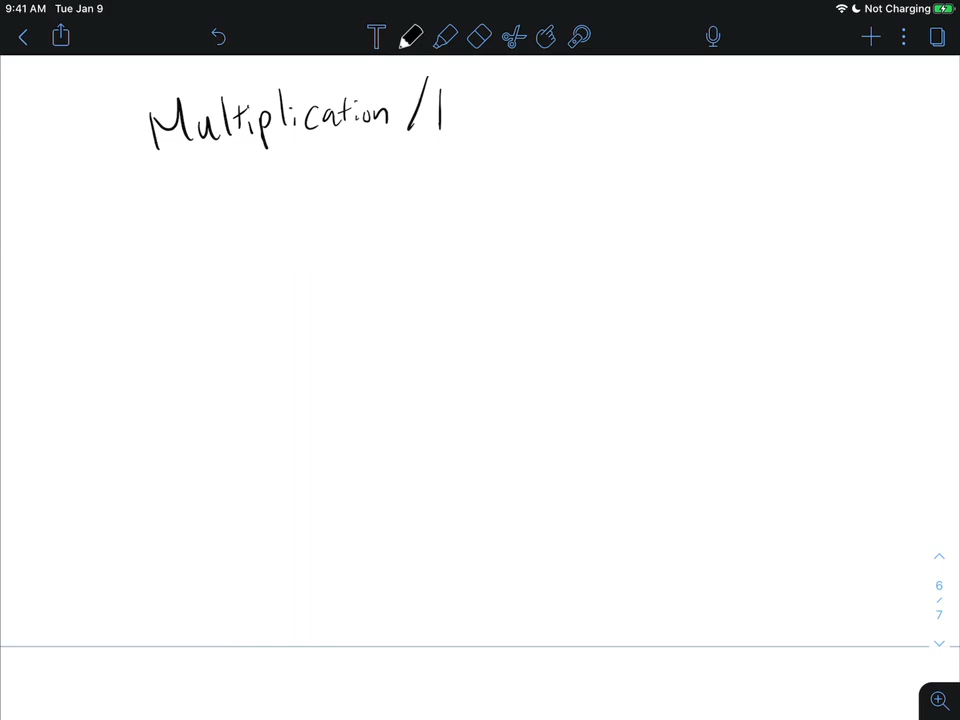 9:41 AM Tue Jan 9
Not Charging
T
Multiplication /
6
7